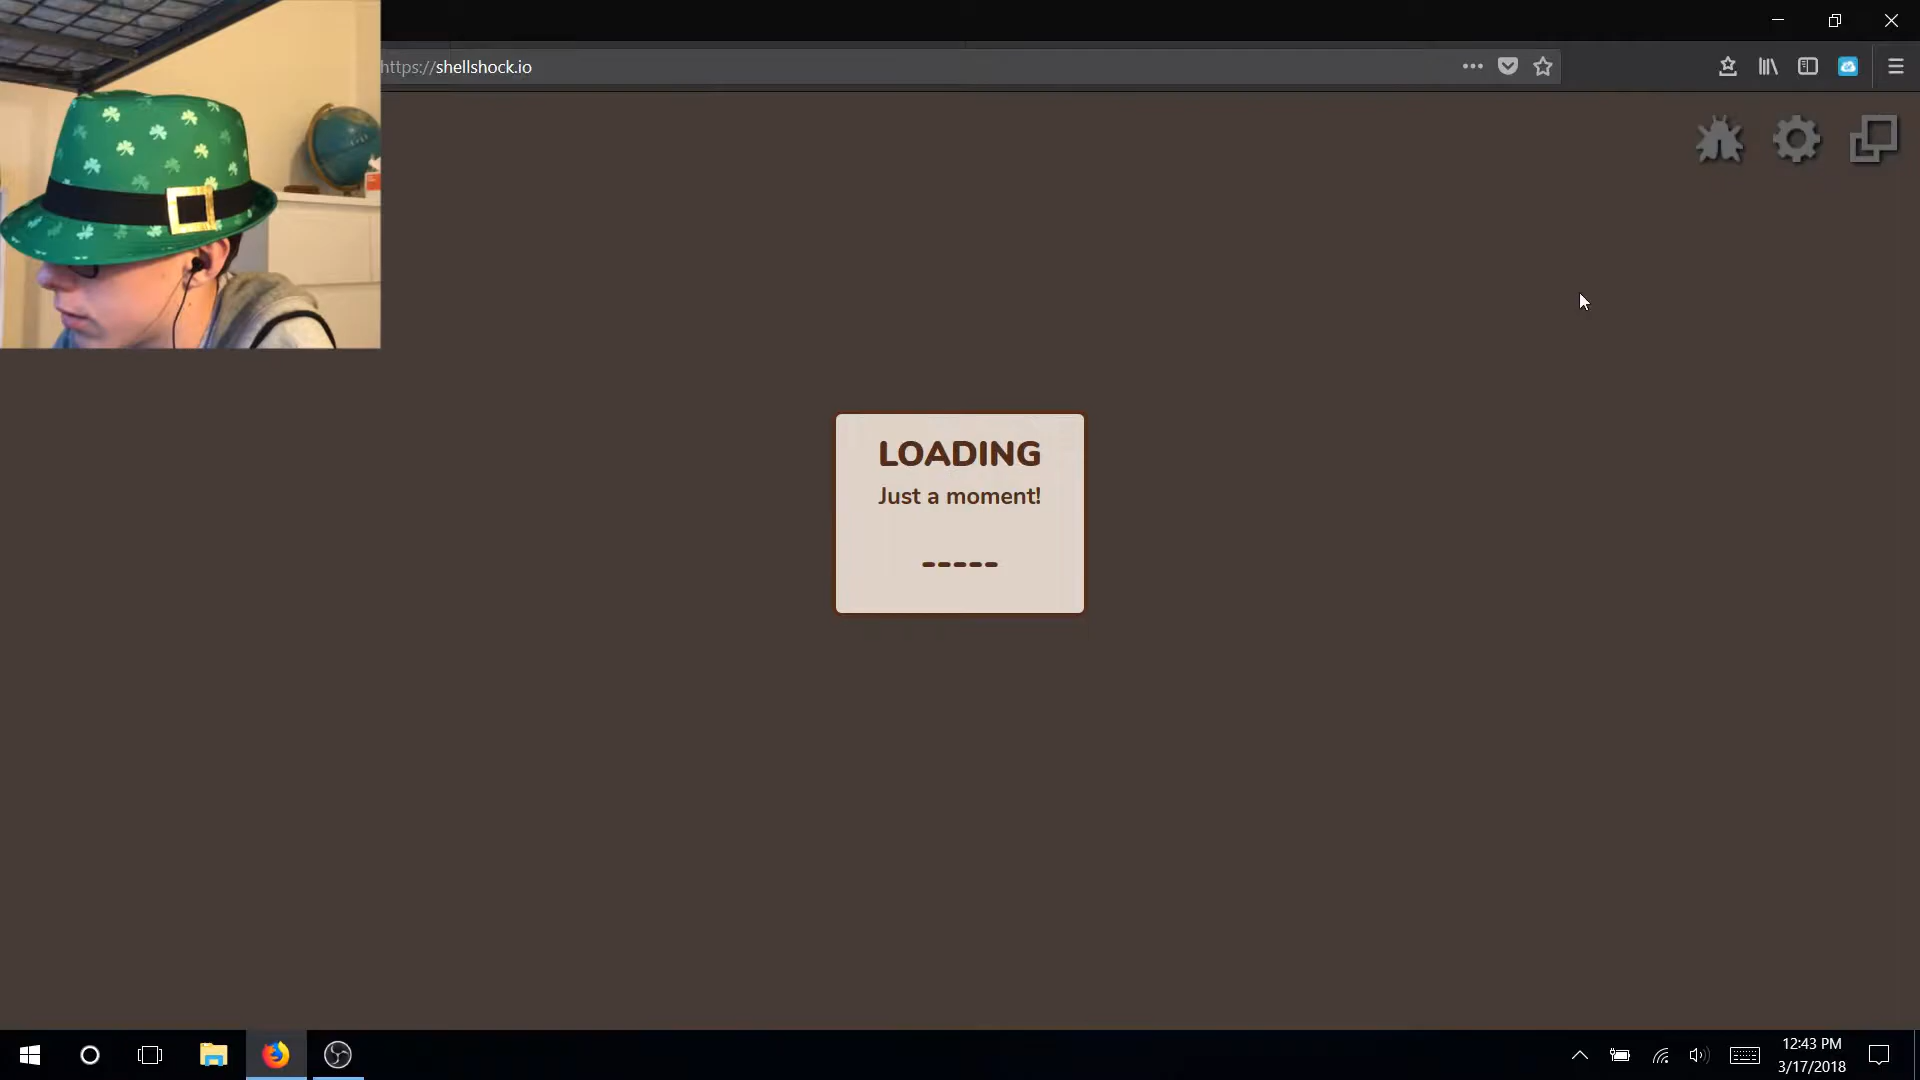 https://shellshock.io
LOADING
Just a moment!
-----
12:43 PM
3/17/2018